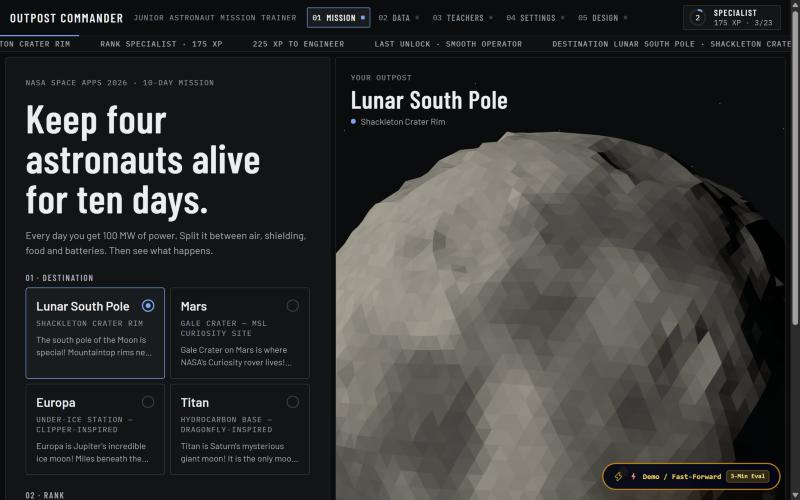 OUTPOST COMMANDER JUNIOR ASTRONAUT MISSION TRAINER 01 MISSION 02 DATA 03 TEACHERS 04 SETTINGS 05 DESIGN 2 SPECIALIST
175 XP · 3/23
TON CRATER RIM RANK SPECIALIST · 175 XP 225 XP TO ENGINEER LAST UNLOCK · SMOOTH OPERATOR DESTINATION LUNAR SOUTH POLE · SHACKLETON CRATE
NASA SPACE APPS 2026 · 10-DAY MISSION
Keep four
astronauts alive
for ten days.
Every day you get 100 MW of power. Split it between air, shielding,
food and batteries. Then see what happens.
01 · DESTINATION
Lunar South Pole
SHACKLETON CRATER RIM
The south pole of the Moon is
special! Mountaintop rims ne…
Mars
GALE CRATER — MSL
CURIOSITY SITE
Gale Crater on Mars is where
NASA's Curiosity rover lives!…
Europa
UNDER-ICE STATION —
CLIPPER-INSPIRED
Europa is Jupiter's incredible
ice moon! Miles beneath the…
Titan
HYDROCARBON BASE —
DRAGONFLY-INSPIRED
Titan is Saturn's mysterious
giant moon! It is the only moo…
02 · RANK
YOUR OUTPOST
Lunar South Pole
Shackleton Crater Rim
Demo / Fast-Forward 3-Min Eval